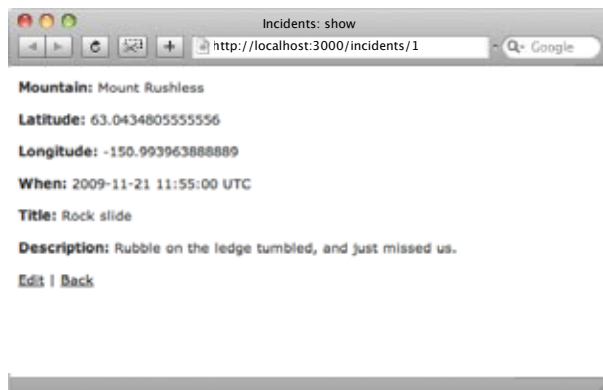 Incidents: show
http://localhost:3000/incidents/1
Google
Mountain: Mount Rushless
Latitude: 63.0434805555556
Longitude: -150.993963888889
When: 2009-11-21 11:55:00 UTC
Title: Rock slide
Description: Rubble on the ledge tumbled, and just missed us.
Edit | Back